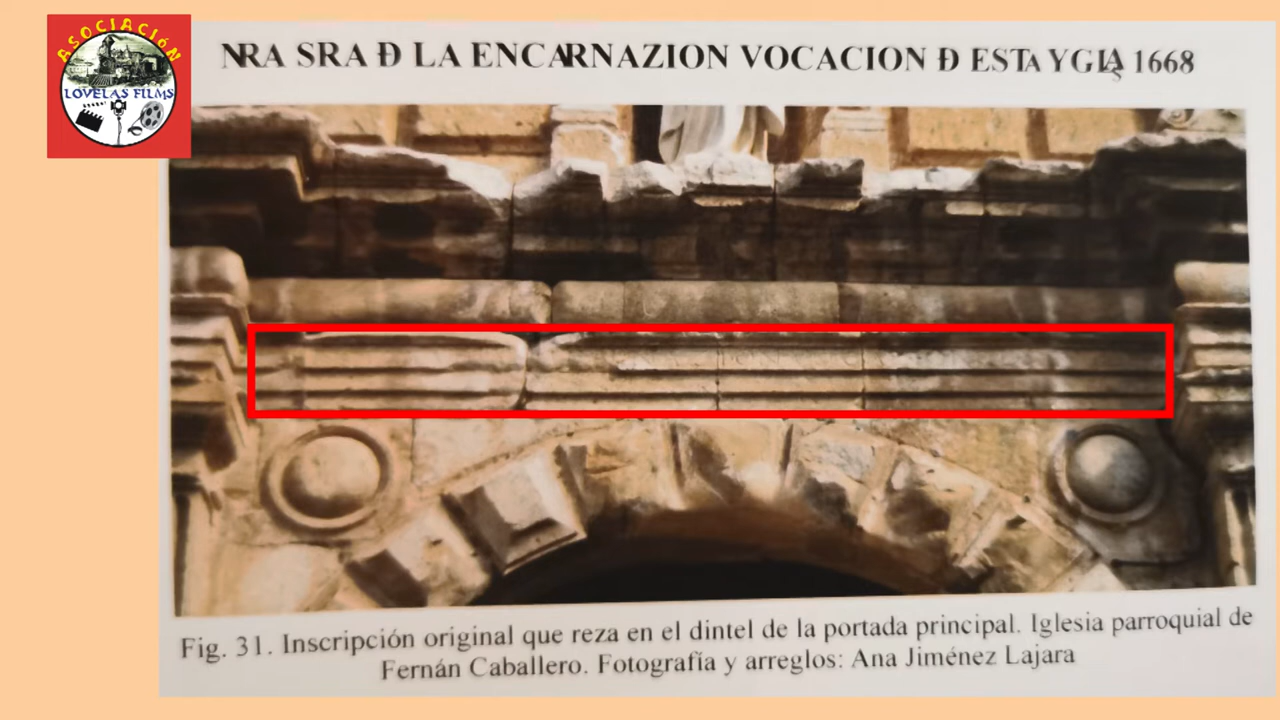 ASOCIACIÓN
LOVELAS FILMS
NRA SRA Đ LA ENCARNAZION VOCACION Đ ESTA YGLAS 1668
Fig. 31. Inscripción original que reza en el dintel de la portada principal. Iglesia parroquial de
Fernán Caballero. Fotografía y arreglos: Ana Jiménez Lajara